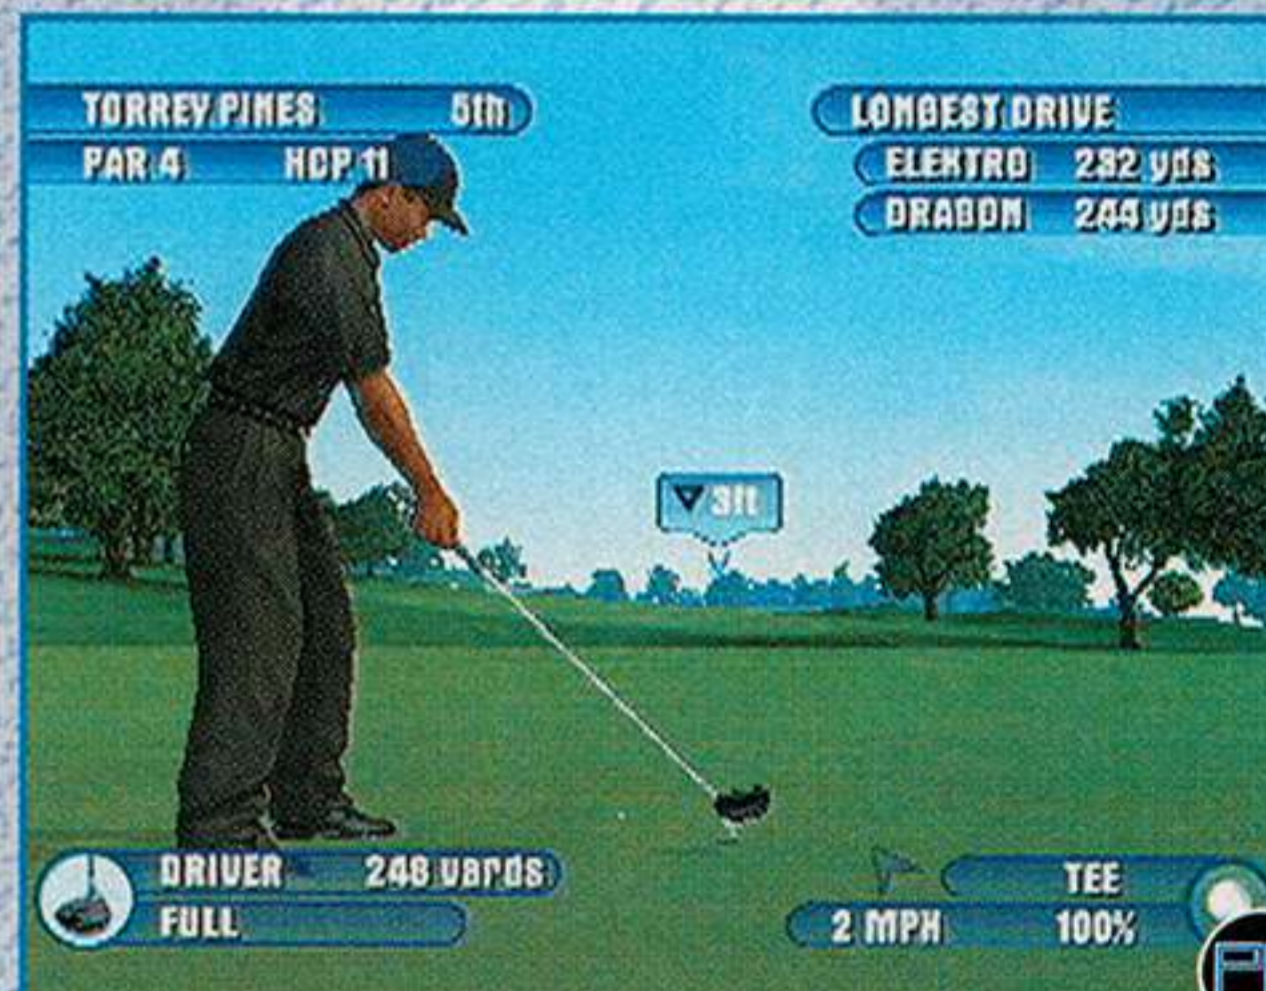 TORREY PINES 5th
PAR 4 HCP 11
LONGEST DRIVE
ELEKTRO 232 yds
DRAGON 244 yds
3ft
DRIVER 248 yards
FULL
TEE
2 MPH 100%